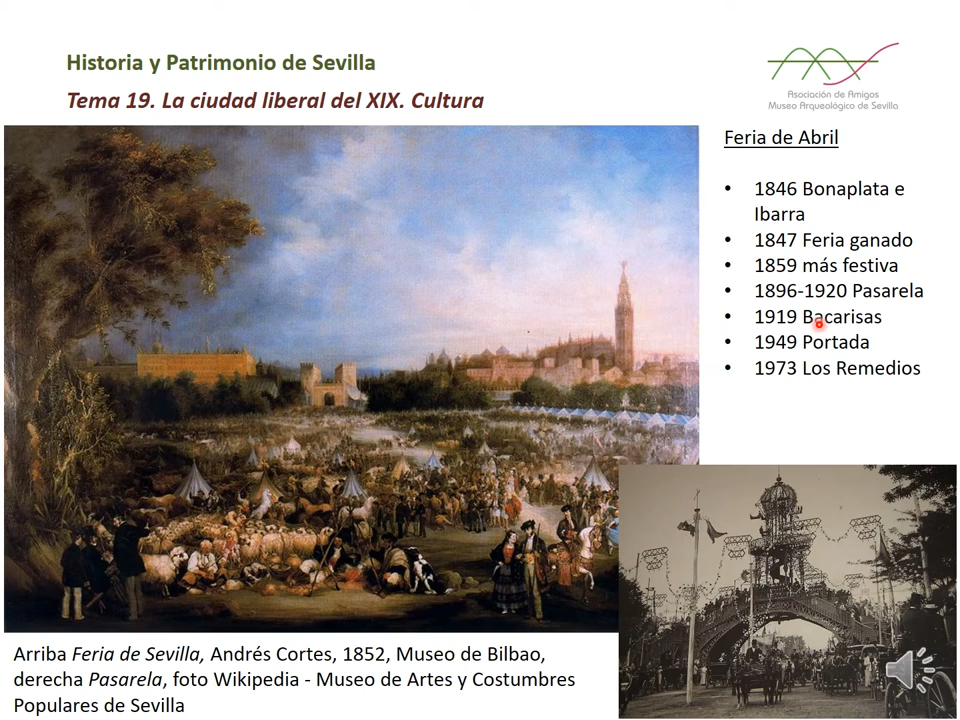 Historia y Patrimonio de Sevilla
Tema 19. La ciudad liberal del XIX. Cultura
Asociación de Amigos
Museo Arqueológico de Sevilla
Feria de Abril
• 1846 Bonaplata e
Ibarra
• 1847 Feria ganado
• 1859 más festiva
• 1896-1920 Pasarela
• 1919 Bacarisas
• 1949 Portada
• 1973 Los Remedios
Arriba Feria de Sevilla, Andrés Cortes, 1852, Museo de Bilbao,
derecha Pasarela, foto Wikipedia - Museo de Artes y Costumbres
Populares de Sevilla